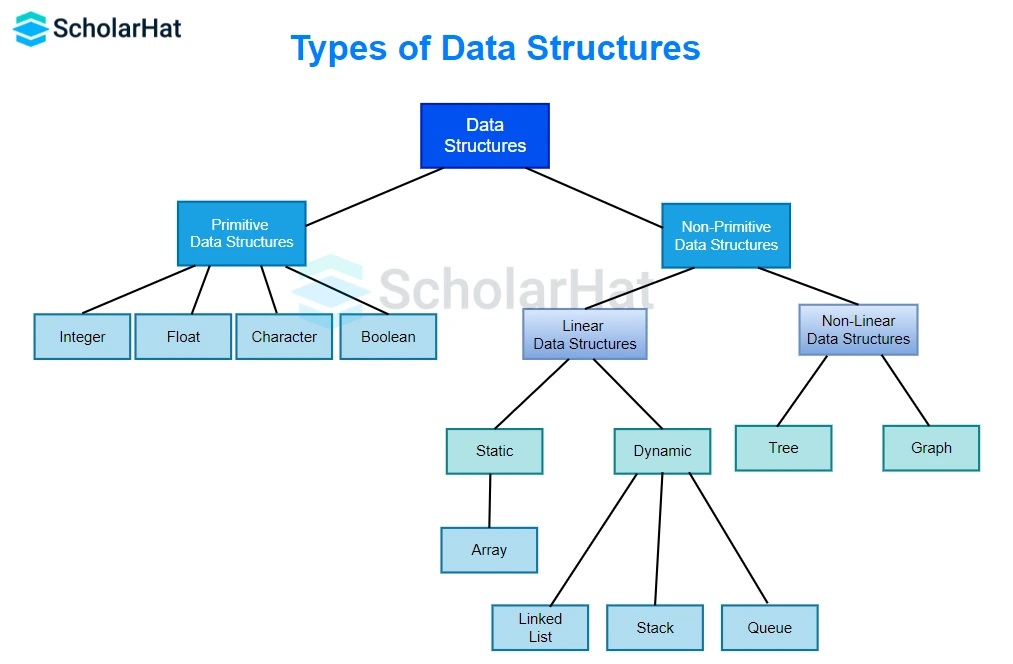 ScholarHat
Types of Data Structures
Data
Structures
Primitive
Data Structures
Non-Primitive
Data Structures
ScholarHat
Integer
Float
Character
Boolean
Linear
Data Structures
Non-Linear
Data Structures
Static
Dynamic
Tree
Graph
Array
Linked
List
Stack
Queue